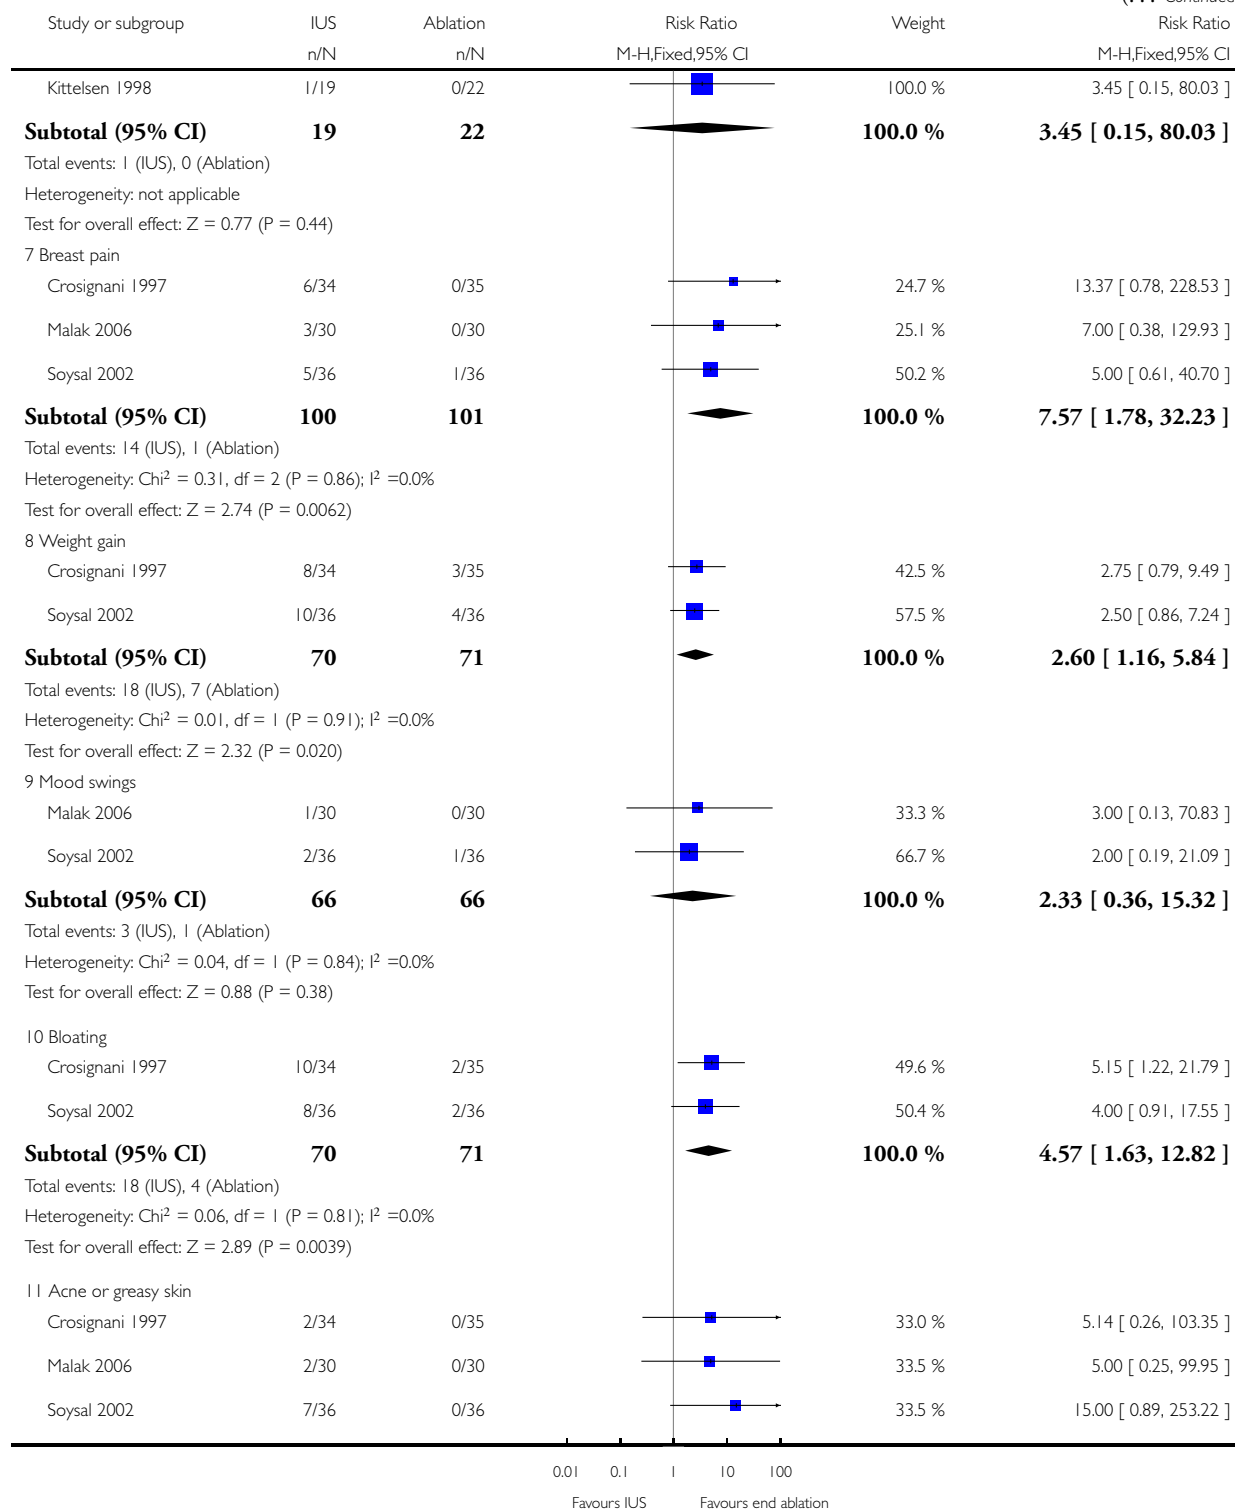 (... Continued
Study or subgroup IUS Ablation Risk Ratio Weight Risk Ratio
n/N n/N M-H,Fixed,95% CI M-H,Fixed,95% CI
Kittelsen 1998 1/19 0/22 100.0 % 3.45 [ 0.15, 80.03 ]
Subtotal (95% CI) 19 22 100.0 % 3.45 [ 0.15, 80.03 ]
Total events: 1 (IUS), 0 (Ablation)
Heterogeneity: not applicable
Test for overall effect: Z = 0.77 (P = 0.44)
7 Breast pain
Crosignani 1997 6/34 0/35 24.7 % 13.37 [ 0.78, 228.53 ]
Malak 2006 3/30 0/30 25.1 % 7.00 [ 0.38, 129.93 ]
Soysal 2002 5/36 1/36 50.2 % 5.00 [ 0.61, 40.70 ]
Subtotal (95% CI) 100 101 100.0 % 7.57 [ 1.78, 32.23 ]
Total events: 14 (IUS), 1 (Ablation)
Heterogeneity: Chi² = 0.31, df = 2 (P = 0.86); I² =0.0%
Test for overall effect: Z = 2.74 (P = 0.0062)
8 Weight gain
Crosignani 1997 8/34 3/35 42.5 % 2.75 [ 0.79, 9.49 ]
Soysal 2002 10/36 4/36 57.5 % 2.50 [ 0.86, 7.24 ]
Subtotal (95% CI) 70 71 100.0 % 2.60 [ 1.16, 5.84 ]
Total events: 18 (IUS), 7 (Ablation)
Heterogeneity: Chi² = 0.01, df = 1 (P = 0.91); I² =0.0%
Test for overall effect: Z = 2.32 (P = 0.020)
9 Mood swings
Malak 2006 1/30 0/30 33.3 % 3.00 [ 0.13, 70.83 ]
Soysal 2002 2/36 1/36 66.7 % 2.00 [ 0.19, 21.09 ]
Subtotal (95% CI) 66 66 100.0 % 2.33 [ 0.36, 15.32 ]
Total events: 3 (IUS), 1 (Ablation)
Heterogeneity: Chi² = 0.04, df = 1 (P = 0.84); I² =0.0%
Test for overall effect: Z = 0.88 (P = 0.38)
10 Bloating
Crosignani 1997 10/34 2/35 49.6 % 5.15 [ 1.22, 21.79 ]
Soysal 2002 8/36 2/36 50.4 % 4.00 [ 0.91, 17.55 ]
Subtotal (95% CI) 70 71 100.0 % 4.57 [ 1.63, 12.82 ]
Total events: 18 (IUS), 4 (Ablation)
Heterogeneity: Chi² = 0.06, df = 1 (P = 0.81); I² =0.0%
Test for overall effect: Z = 2.89 (P = 0.0039)
11 Acne or greasy skin
Crosignani 1997 2/34 0/35 33.0 % 5.14 [ 0.26, 103.35 ]
Malak 2006 2/30 0/30 33.5 % 5.00 [ 0.25, 99.95 ]
Soysal 2002 7/36 0/36 33.5 % 15.00 [ 0.89, 253.22 ]
0.01 0.1 1 10 100
Favours IUS Favours end ablation